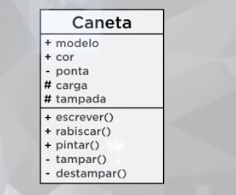 Caneta
+ modelo
+ cor
- ponta
# carga
# tampada
+ escrever()
+ rabiscar()
+ pintar()
- tampar()
- destampar()